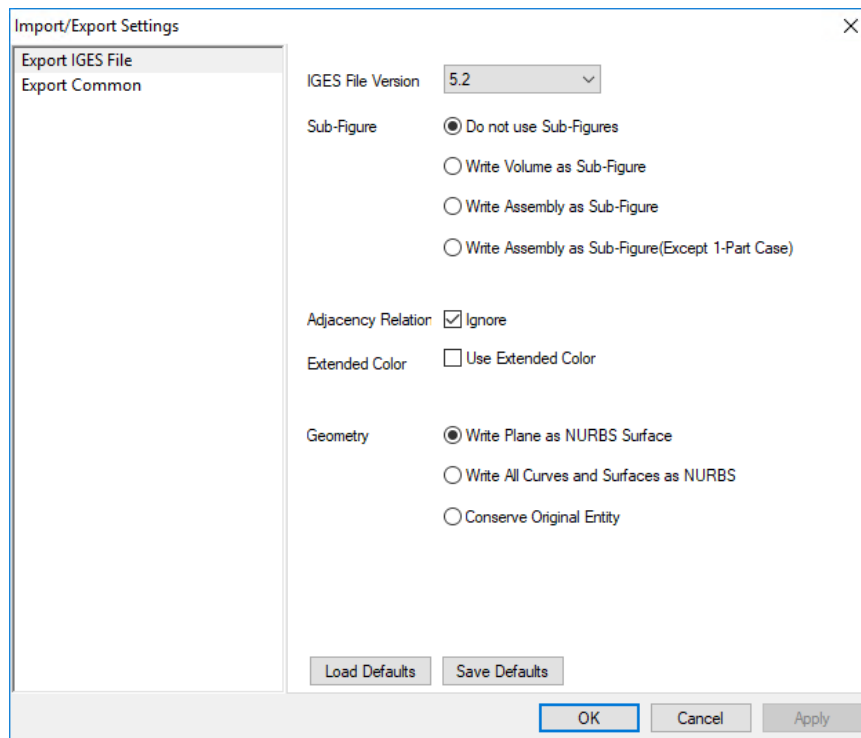 Import/Export Settings
Export IGES File
Export Common
IGES File Version 5.2
Sub-Figure Do not use Sub-Figures
Write Volume as Sub-Figure
Write Assembly as Sub-Figure
Write Assembly as Sub-Figure(Except 1-Part Case)
Adjacency Relation Ignore
Extended Color Use Extended Color
Geometry Write Plane as NURBS Surface
Write All Curves and Surfaces as NURBS
Conserve Original Entity
Load Defaults Save Defaults
OK Cancel Apply